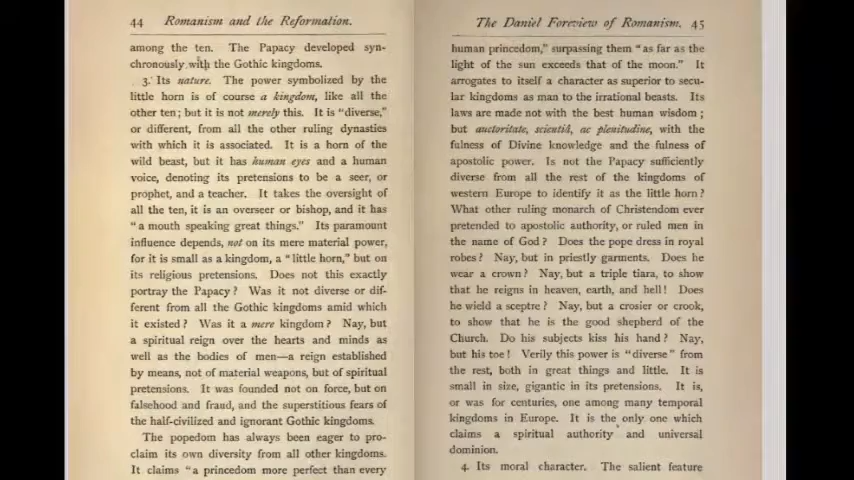 44 Romanism and the Reformation.
among the ten. The Papacy developed syn-
chronously with the Gothic kingdoms.
3. Its nature. The power symbolized by the
little horn is of course a kingdom, like all the
other ten; but it is not merely this. It is "diverse,"
or different, from all the other ruling dynasties
with which it is associated. It is a horn of the
wild beast, but it has human eyes and a human
voice, denoting its pretensions to be a seer, or
prophet, and a teacher. It takes the oversight of
all the ten, it is an overseer or bishop, and it has
"a mouth speaking great things." Its paramount
influence depends, not on its mere material power,
for it is small as a kingdom, a "little horn," but on
its religious pretensions. Does not this exactly
portray the Papacy? Was it not diverse or dif-
ferent from all the Gothic kingdoms amid which
it existed? Was it a mere kingdom? Nay, but
a spiritual reign over the hearts and minds as
well as the bodies of men—a reign established
by means, not of material weapons, but of spiritual
pretensions. It was founded not on force, but on
falsehood and fraud, and the superstitious fears of
the half-civilized and ignorant Gothic kingdoms.
The popedom has always been eager to pro-
claim its own diversity from all other kingdoms.
It claims "a princedom more perfect than every
The Daniel Foreview of Romanism. 45
human princedom," surpassing them "as far as the
light of the sun exceeds that of the moon." It
arrogates to itself a character as superior to secu-
lar kingdoms as man to the irrational beasts. Its
laws are made not with the best human wisdom;
but auctoritate, scientiâ, ac plenitudine, with the
fulness of Divine knowledge and the fulness of
apostolic power. Is not the Papacy sufficiently
diverse from all the rest of the kingdoms of
western Europe to identify it as the little horn?
What other ruling monarch of Christendom ever
pretended to apostolic authority, or ruled men in
the name of God? Does the pope dress in royal
robes? Nay, but in priestly garments. Does he
wear a crown? Nay, but a triple tiara, to show
that he reigns in heaven, earth, and hell! Does
he wield a sceptre? Nay, but a crosier or crook,
to show that he is the good shepherd of the
Church. Do his subjects kiss his hand? Nay,
but his toe! Verily this power is "diverse" from
the rest, both in great things and little. It is
small in size, gigantic in its pretensions. It is,
or was for centuries, one among many temporal
kingdoms in Europe. It is the only one which
claims a spiritual authority and universal
dominion.
4. Its moral character. The salient feature